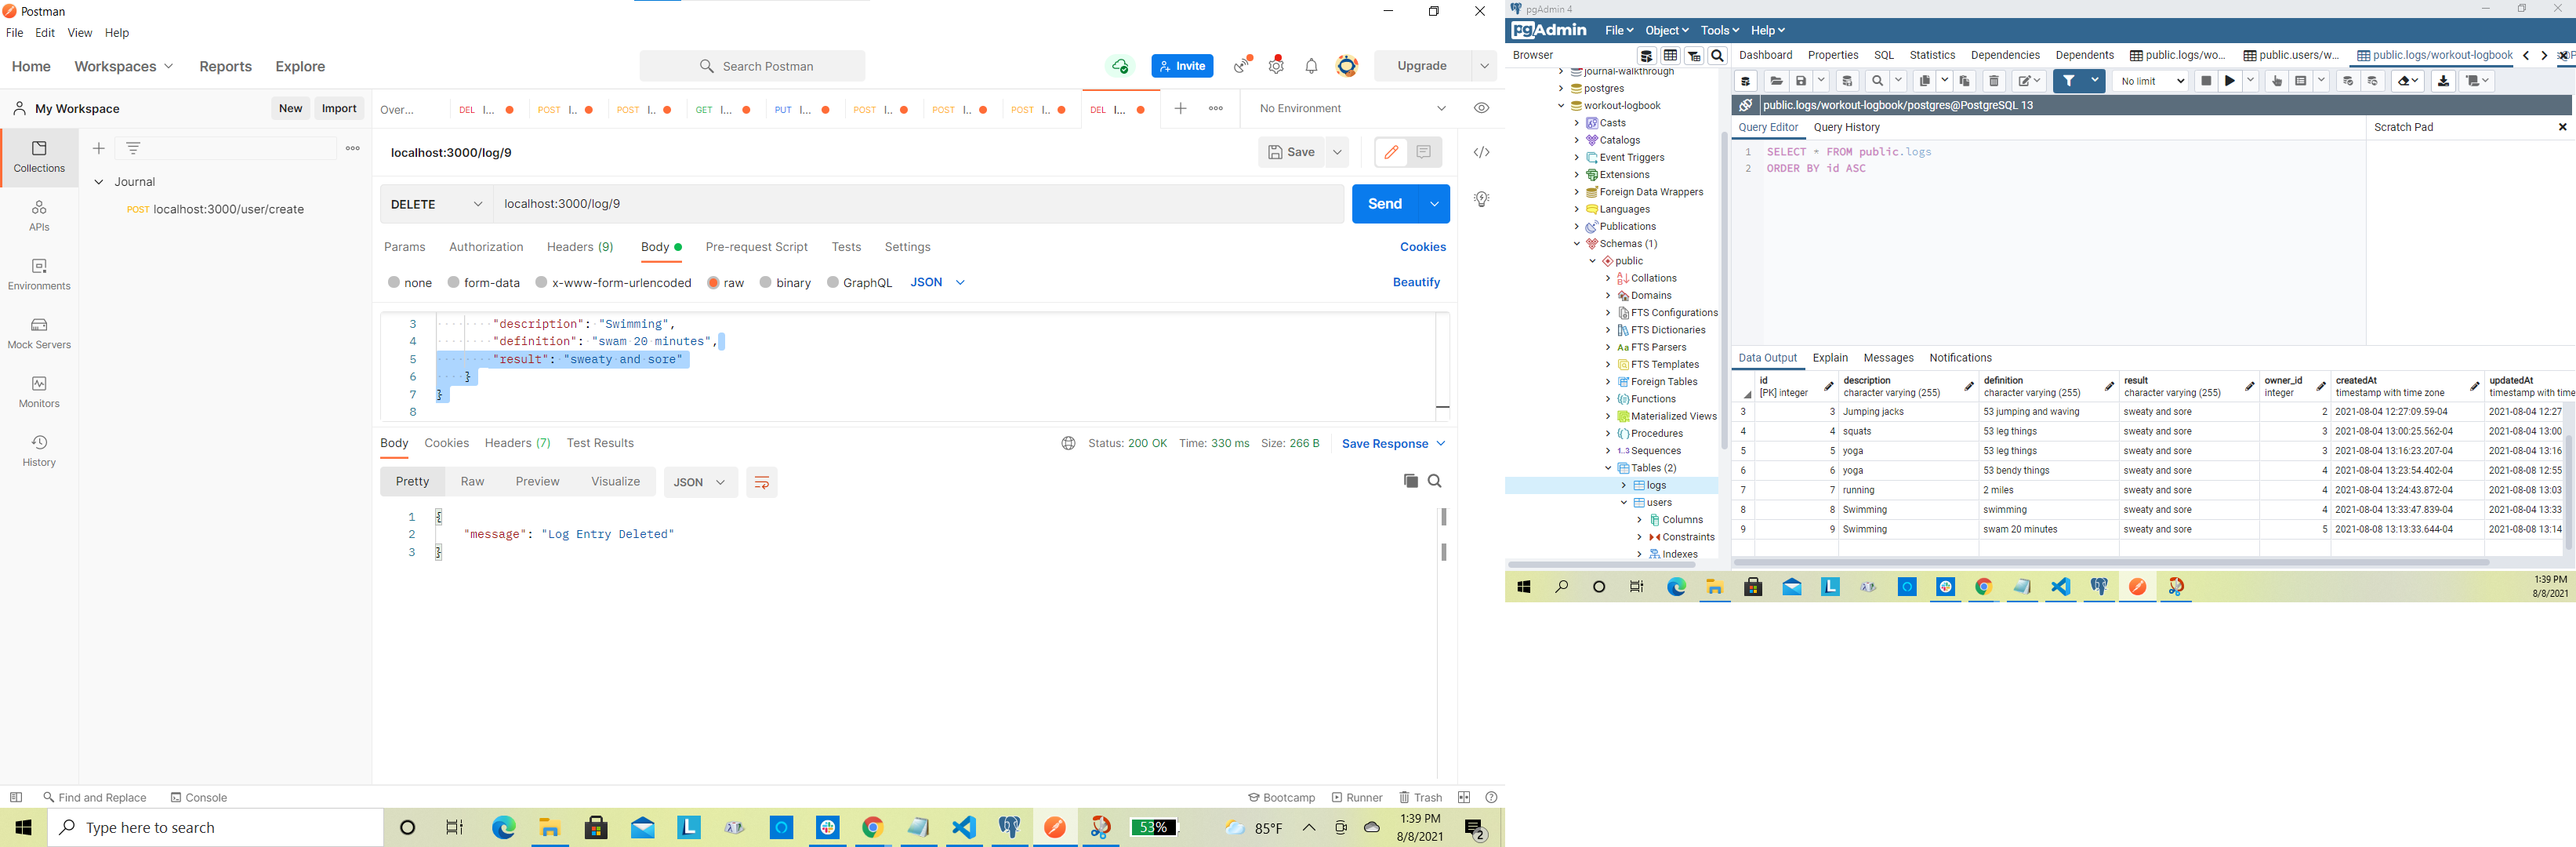 Postman
File Edit View Help
Home Workspaces Reports Explore
Search Postman
Invite
Upgrade
My Workspace
New Import
Over... DEL l... POST l.. POST l.. GET l... PUT l... POST l.. POST l.. POST l.. DEL l...
No Environment
Collections
APIs
Environments
Mock Servers
Monitors
History
Journal
POST localhost:3000/user/create
localhost:3000/log/9
Save
DELETE localhost:3000/log/9
Send
Params Authorization Headers (9) Body Pre-request Script Tests Settings Cookies
none form-data x-www-form-urlencoded raw binary GraphQL JSON Beautify
3 "description": "Swimming",
4 "definition": "swam 20 minutes",
5 "result": "sweaty and sore"
6 }
7 }
8
Body Cookies Headers (7) Test Results
Status: 200 OK Time: 330 ms Size: 266 B Save Response
Pretty Raw Preview Visualize JSON
1 {
2 "message": "Log Entry Deleted"
3 }
Find and Replace Console
Bootcamp Runner Trash
Type here to search
53%
85°F
1:39 PM
8/8/2021
2
pgAdmin 4
pgAdmin File Object Tools Help
Browser
Dashboard Properties SQL Statistics Dependencies Dependents public.logs/wo... public.users/w... public.logs/workout-logbook
journal-walkthrough
postgres
workout-logbook
Casts
Catalogs
Event Triggers
Extensions
Foreign Data Wrappers
Languages
Publications
Schemas (1)
public
Collations
Domains
FTS Configurations
FTS Dictionaries
FTS Parsers
FTS Templates
Foreign Tables
Functions
Materialized Views
Procedures
Sequences
Tables (2)
logs
users
Columns
Constraints
Indexes
No limit
public.logs/workout-logbook/postgres@PostgreSQL 13
Query Editor Query History
Scratch Pad
1 SELECT * FROM public.logs
2 ORDER BY id ASC
Data Output Explain Messages Notifications
id description definition result owner_id createdAt updatedAt
[PK] integer character varying (255) character varying (255) character varying (255) integer timestamp with time zone timestamp with time
3 3 Jumping jacks 53 jumping and waving sweaty and sore 2 2021-08-04 12:27:09.59-04 2021-08-04 12:27
4 4 squats 53 leg things sweaty and sore 3 2021-08-04 13:00:25.562-04 2021-08-04 13:00
5 5 yoga 53 leg things sweaty and sore 3 2021-08-04 13:16:23.207-04 2021-08-04 13:16
6 6 yoga 53 bendy things sweaty and sore 4 2021-08-04 13:23:54.402-04 2021-08-08 12:55
7 7 running 2 miles sweaty and sore 4 2021-08-04 13:24:43.872-04 2021-08-08 13:03
8 8 Swimming swimming sweaty and sore 4 2021-08-04 13:33:47.839-04 2021-08-04 13:33
9 9 Swimming swam 20 minutes sweaty and sore 5 2021-08-08 13:13:33.644-04 2021-08-08 13:14
1:39 PM
8/8/2021